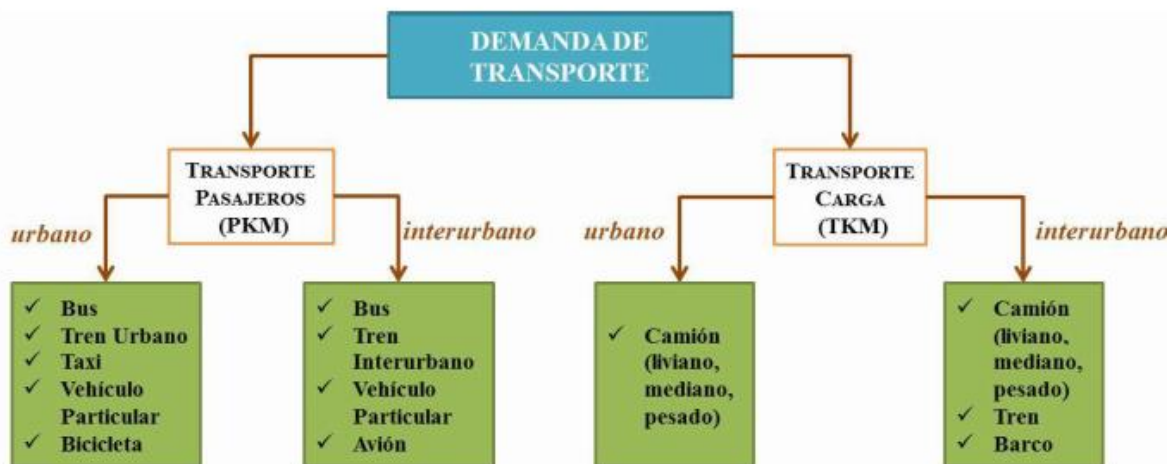 DEMANDA DE
TRANSPORTE
TRANSPORTE
PASAJEROS
(PKM)
TRANSPORTE
CARGA
(TKM)
urbano
interurbano
urbano
interurbano
✓ Bus
✓ Tren Urbano
✓ Taxi
✓ Vehículo
Particular
✓ Bicicleta
✓ Bus
✓ Tren
Interurbano
✓ Vehículo
Particular
✓ Avión
✓ Camión
(liviano,
mediano,
pesado)
✓ Camión
(liviano,
mediano,
pesado)
✓ Tren
✓ Barco